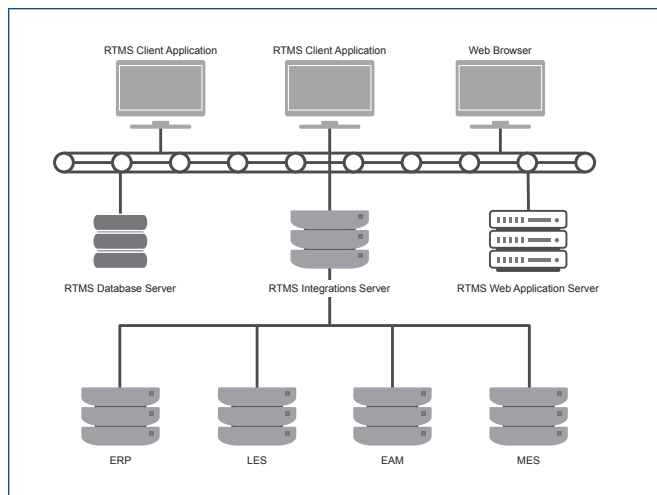 RTMS Client Application
RTMS Client Application
Web Browser
RTMS Database Server
RTMS Integrations Server
RTMS Web Application Server
ERP
LES
EAM
MES